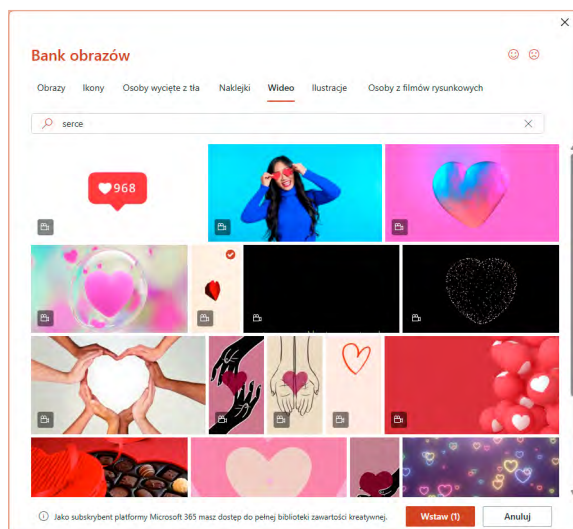 Bank obrazów
Obrazy Ikony Osoby wycięte z tła Naklejki Wideo Ilustracje Osoby z filmów rysunkowych
serce
968
Jako subskrybent platformy Microsoft 365 masz dostęp do pełnej biblioteki zawartości kreatywnej.
Wstaw (1) Anuluj